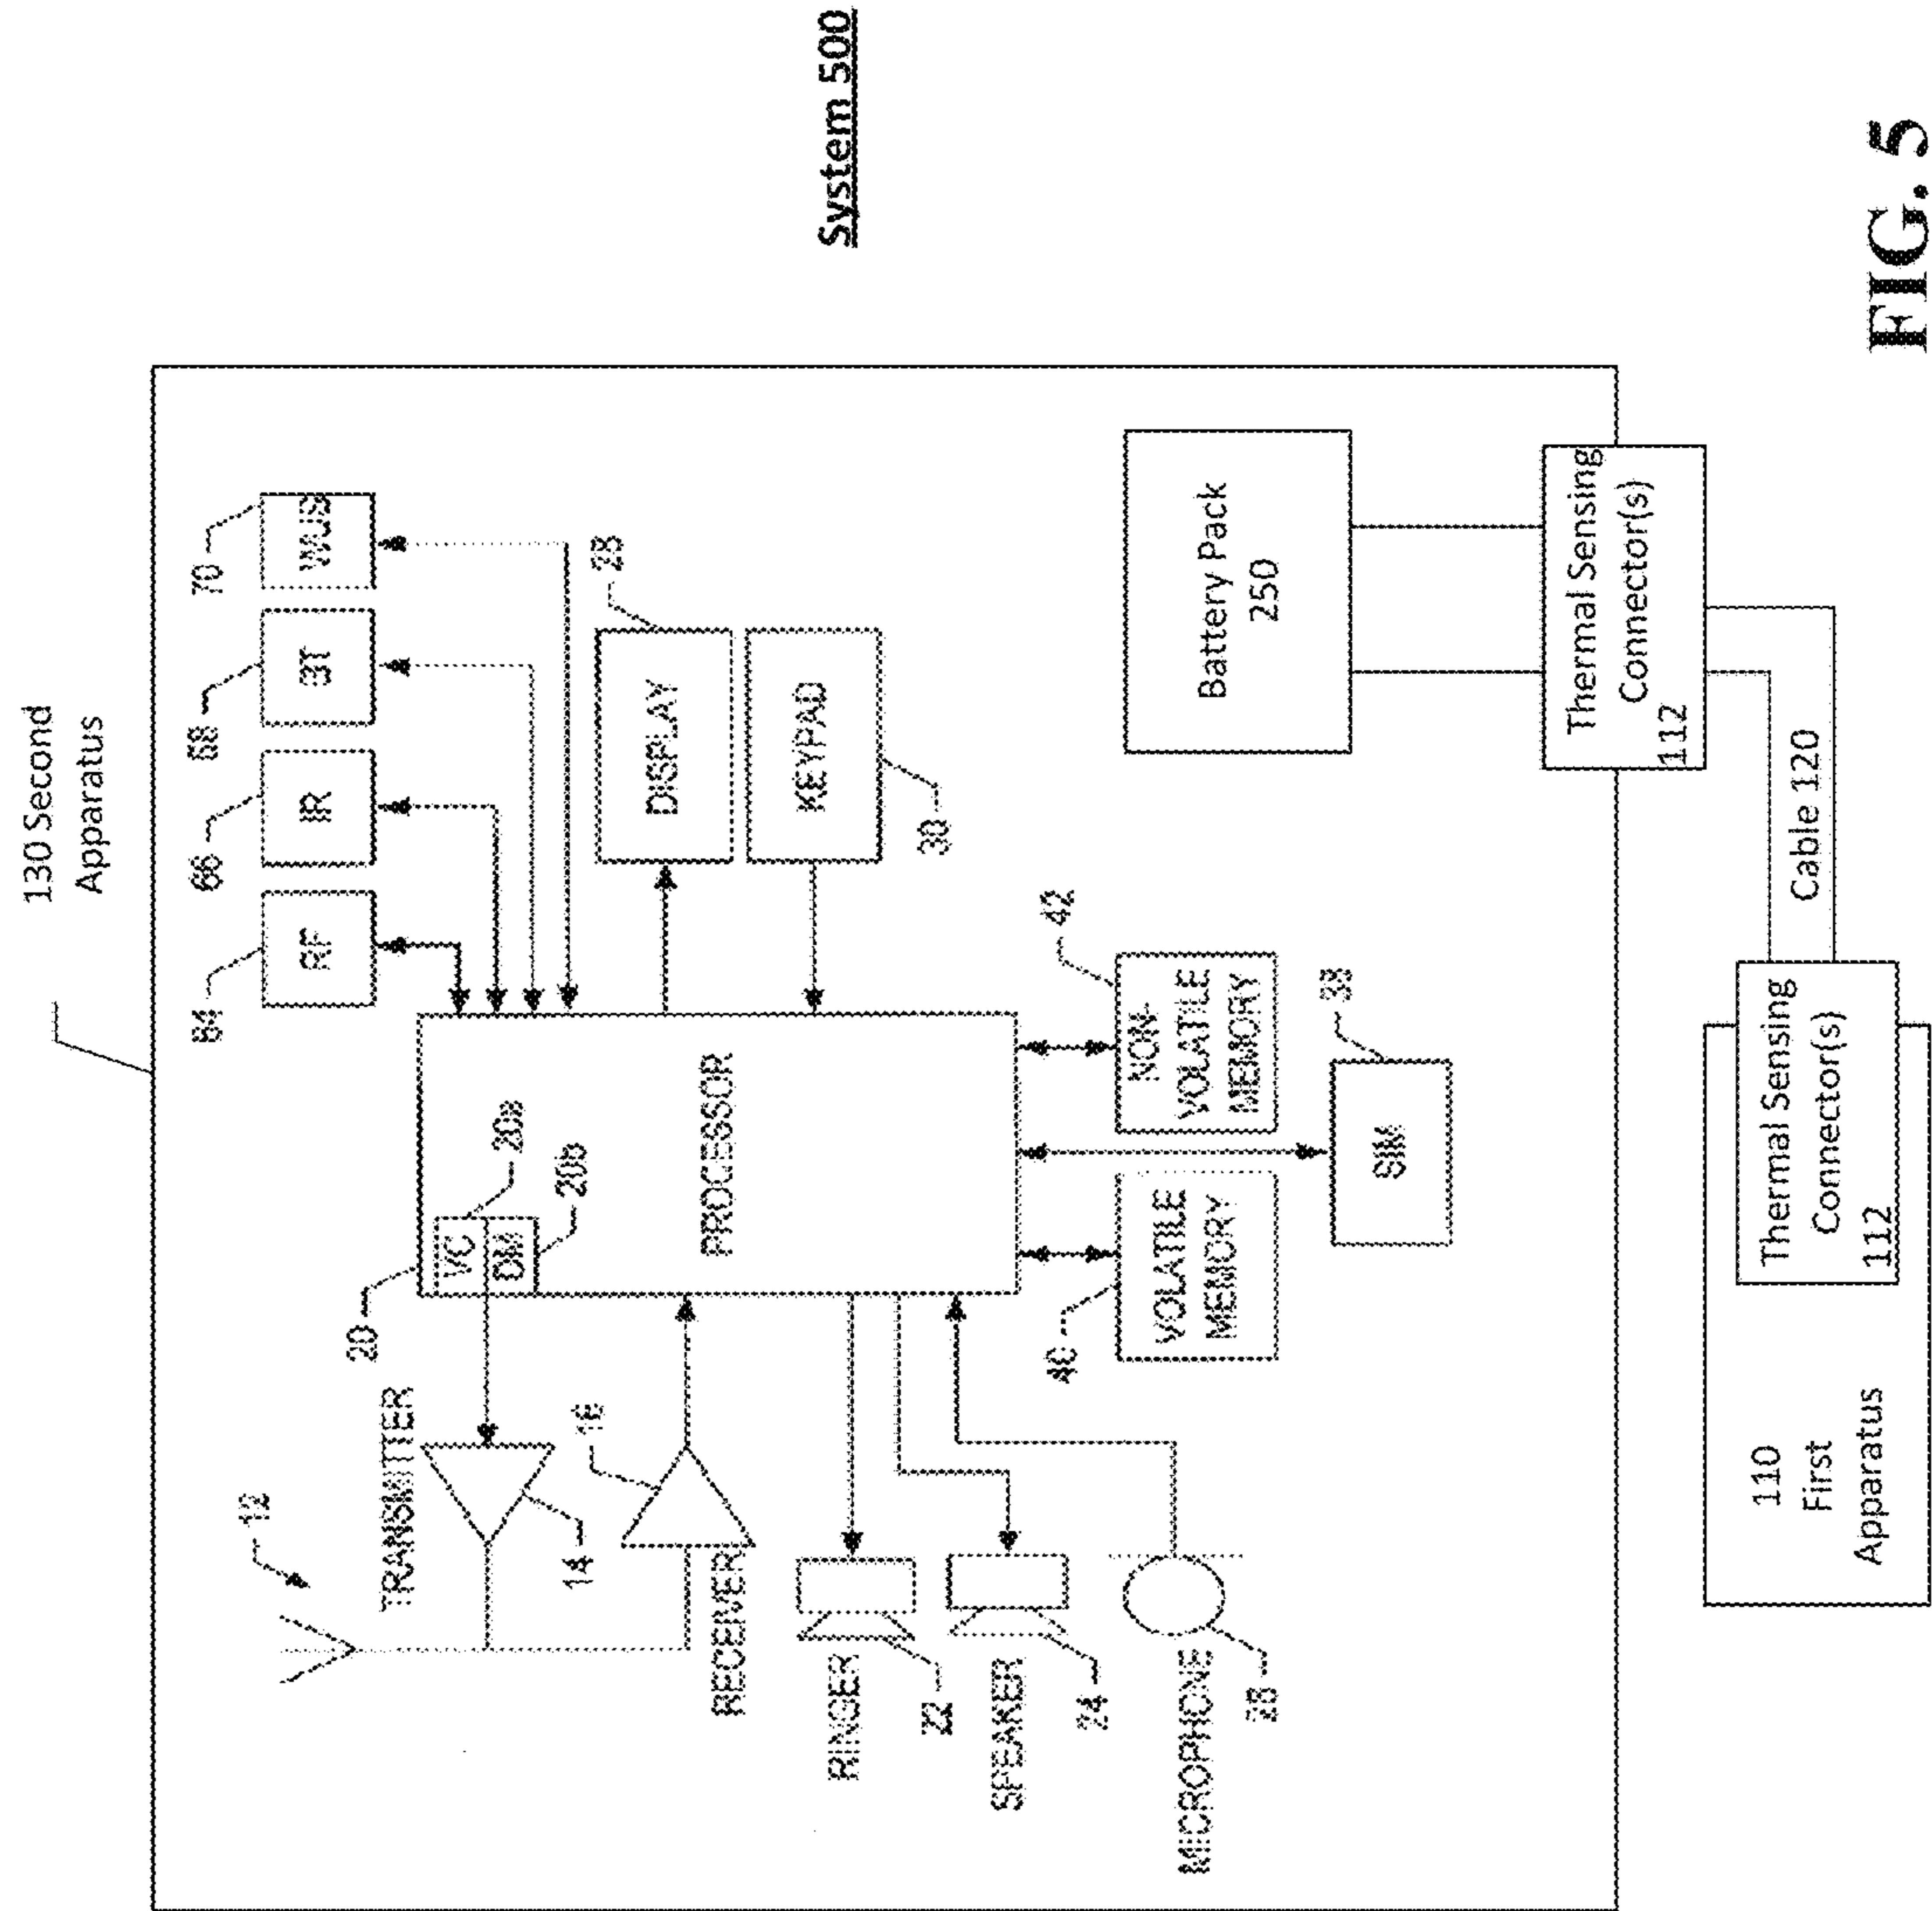 System 500
130 Second
Apparatus
64
66
68
70
RF
IR
BT
WUS
12
TRANSMITTER
14
20
VC
DM
20a
20b
16
RECEIVER
PROCESSOR
DISPLAY
28
KEYPAD
30
RINGER
22
SPEAKER
24
MICROPHONE
26
40
VOLATILE
MEMORY
42
NON-
VOLATILE
MEMORY
SIM
38
Battery Pack
250
Thermal Sensing
Connector(s)
112
Cable 120
Thermal Sensing
Connector(s)
112
110
First
Apparatus
FIG. 5